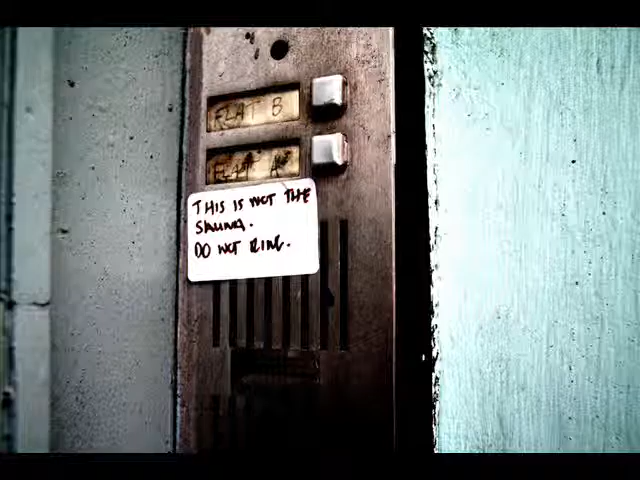 FLAT B
FLAT A
THIS IS NOT THE
SAUNA.
DO NOT RING.